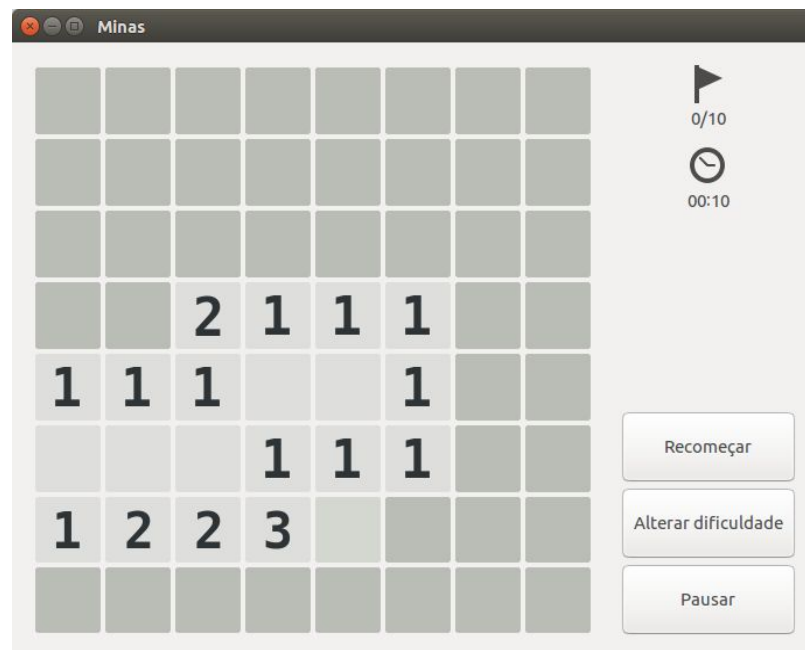 Minas
0/10
00:10
2 1 1 1
1 1 1 1
1 1 1
1 2 2 3
Recomeçar
Alterar dificuldade
Pausar